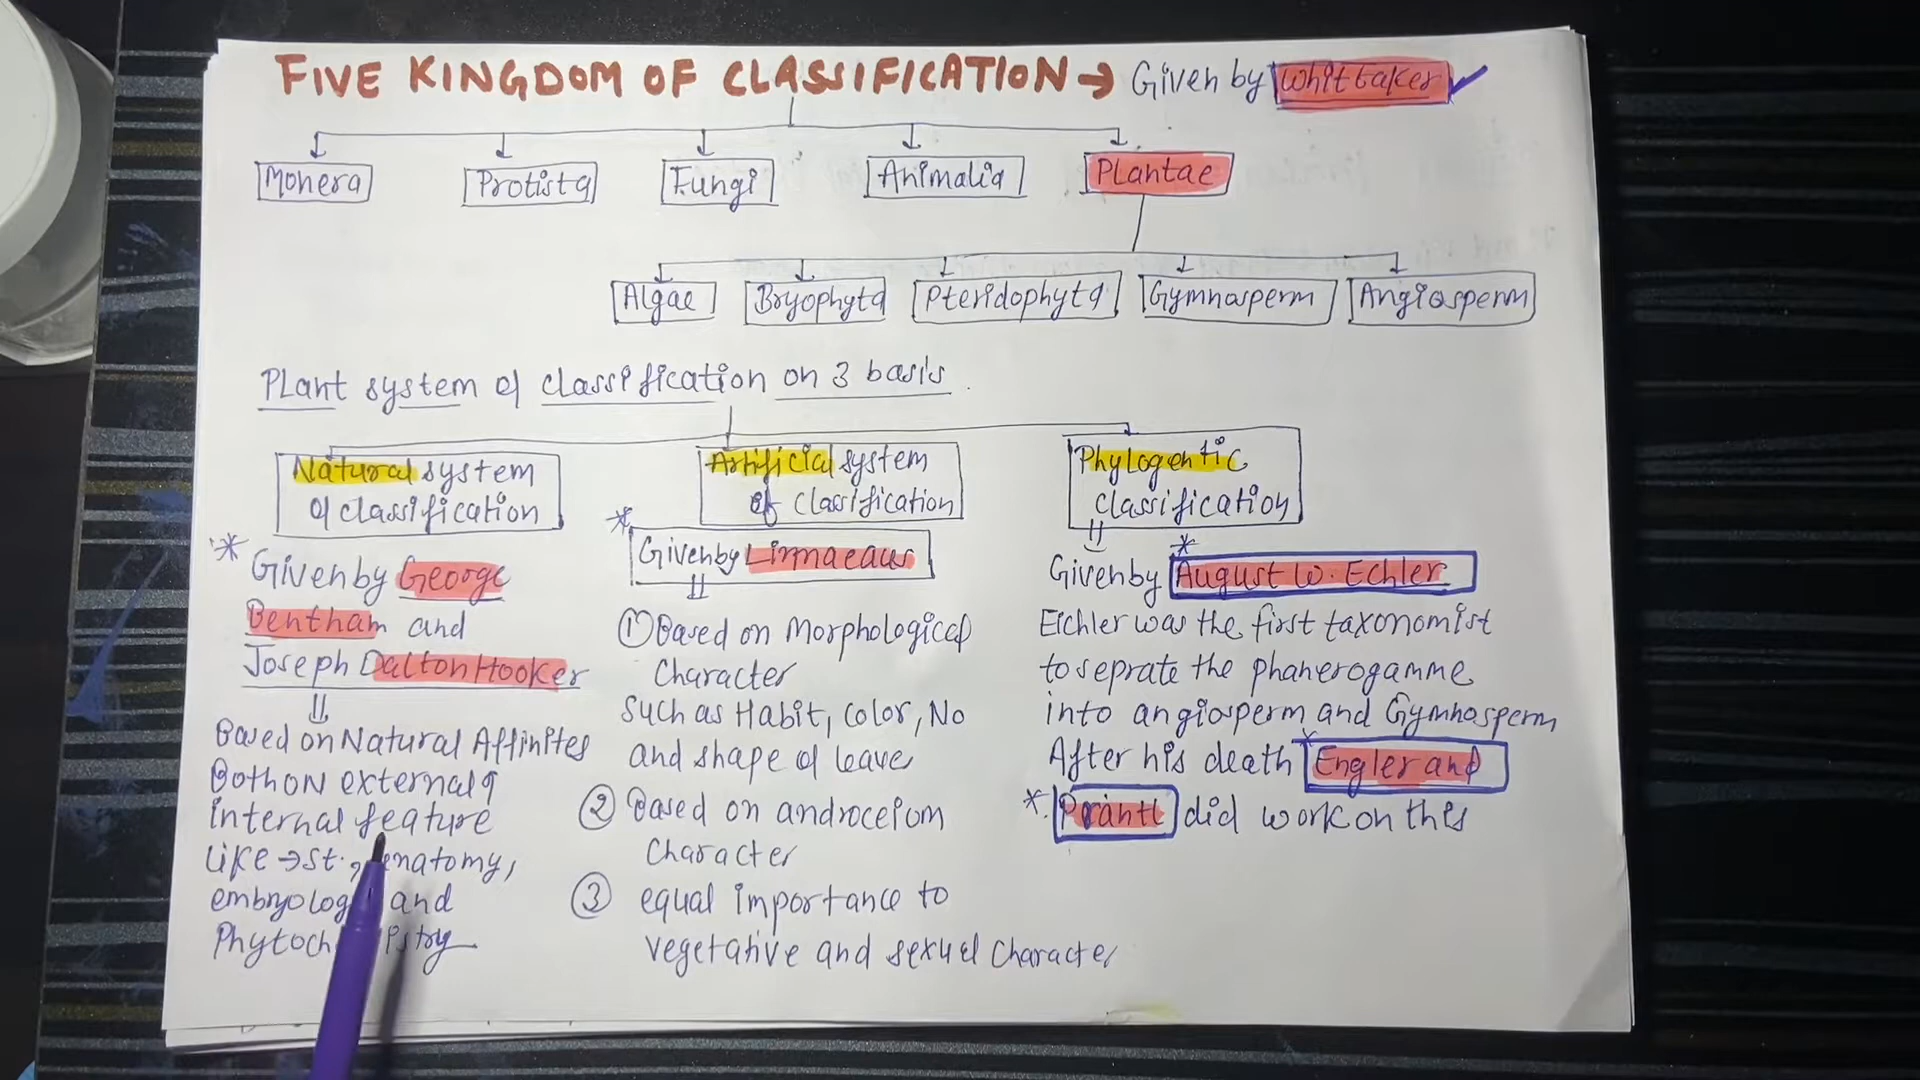 FIVE KINGDOM OF CLASSIFICATION → Given by Whittaker ✓
Monera Protista Fungi Animalia Plantae
Algae Bryophyta Pteridophyta Gymnosperm Angiosperm
Plant system of classification on 3 basis.
Natural system
of classification
* Given by George
Bentham and
Joseph Dalton Hooker
Based on Natural Affinites
Both on external &
internal feature
like → st., anatomy,
and
Artificial system
of classification
* Given by Linnaeaus
① Based on Morphological
Character
Such as Habit, Color, No
and shape of leave
② Based on androceium
Character
③ equal importance to
vegetative and sexual Character
Phylogentic
classification
Given by * August W. Echler
Eichler was the first taxonomist
to seprate the phanerogamme
into angiosperm and Gymnosperm
After his death * Engler and
* Prantl did work on this